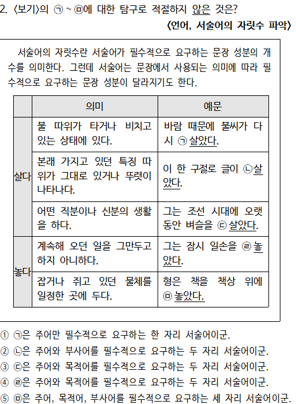 2. <보기>의 ㉠ ~ ㉤에 대한 탐구로 적절하지 않은 것은?
<언어, 서술어의 자릿수 파악>
서술어의 자릿수란 서술어가 필수적으로 요구하는 문장 성분의 개
수를 의미한다. 그런데 서술어는 문장에서 사용되는 의미에 따라 필
수적으로 요구하는 문장 성분이 달라지기도 한다.
의미 예문
살다
불 따위가 타거나 비치고
있는 상태에 있다.
바람 때문에 불씨가 다
시 ㉠ 살았다.
본래 가지고 있던 특징 따
위가 그대로 있거나 뚜렷이
나타나다.
이 한 구절로 글이 ㉡살
았다.
어떤 직분이나 신분의 생활
을 하다.
그는 조선 시대에 오랫
동안 벼슬을 ㉢ 살았다.
놓다
계속해 오던 일을 그만두고
하지 아니하다.
그는 잠시 일손을 ㉣ 놓
았다.
잡거나 쥐고 있던 물체를
일정한 곳에 두다.
형은 책을 책상 위에
㉤ 놓았다.
① ㉠은 주어만 필수적으로 요구하는 한 자리 서술어이군.
② ㉡은 주어와 부사어를 필수적으로 요구하는 두 자리 서술어이군.
③ ㉢은 주어와 목적어를 필수적으로 요구하는 두 자리 서술어이군.
④ ㉣은 주어와 목적어를 필수적으로 요구하는 두 자리 서술어이군.
⑤ ㉤은 주어, 목적어, 부사어를 필수적으로 요구하는 세 자리 서술어이군.